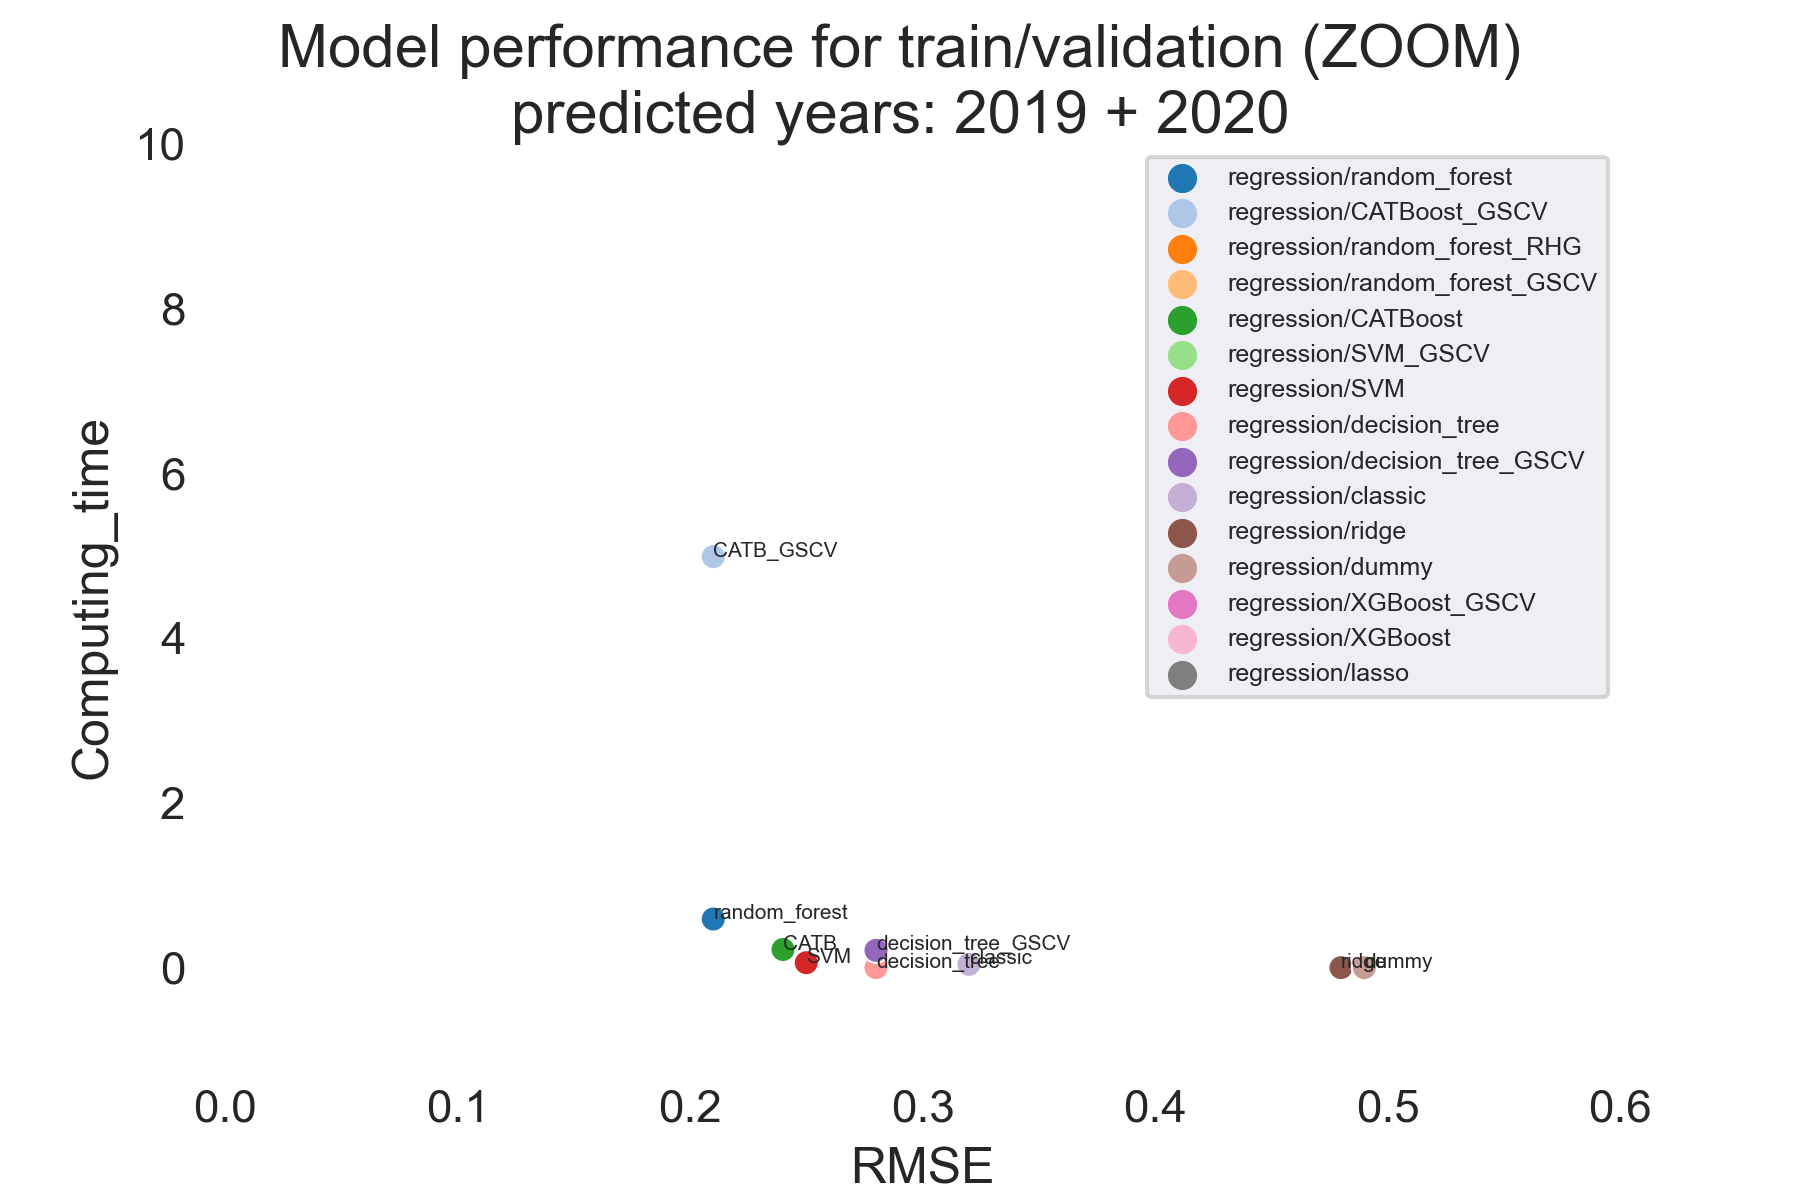 Model performance for train/validation (ZOOM)
predicted years: 2019 + 2020
10
8
6
4
2
0
Computing_time
regression/random_forest
regression/CATBoost_GSCV
regression/random_forest_RHG
regression/random_forest_GSCV
regression/CATBoost
regression/SVM_GSCV
regression/SVM
regression/decision_tree
regression/decision_tree_GSCV
regression/classic
regression/ridge
regression/dummy
regression/XGBoost_GSCV
regression/XGBoost
regression/lasso
CATB_GSCV
random_forest
CATB
SVM
decision_tree_GSCV
decision_tree
classic
ridge
dummy
0.0 0.1 0.2 0.3 0.4 0.5 0.6
RMSE